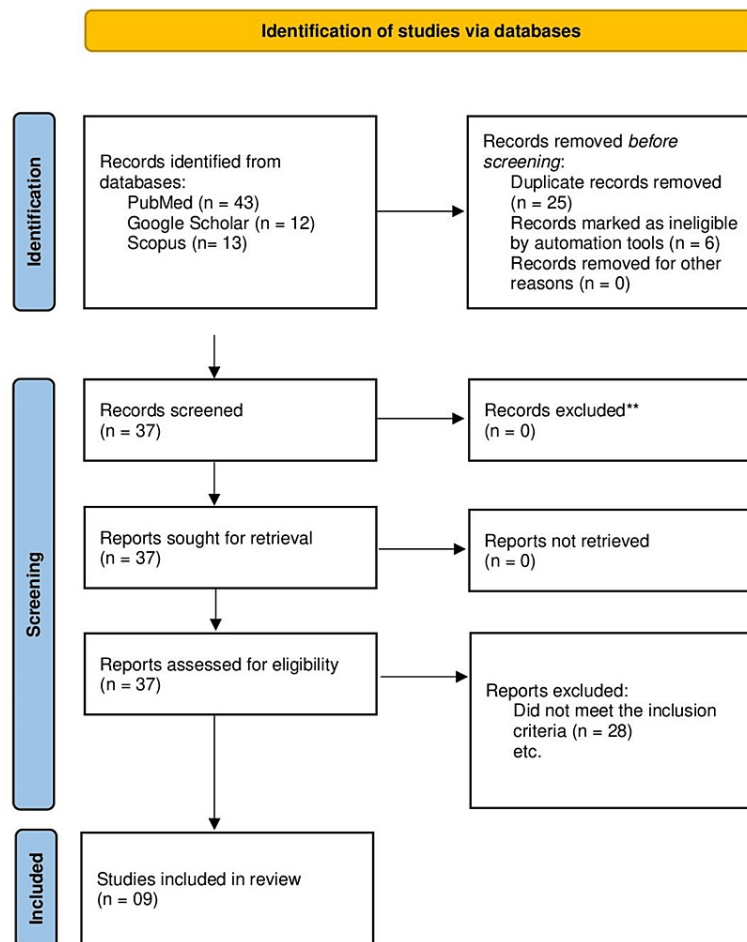 Identification of studies via databases
Identification
Records identified from
databases:
PubMed (n = 43)
Google Scholar (n = 12)
Scopus (n= 13)
Records removed before
screening:
Duplicate records removed
(n = 25)
Records marked as ineligible
by automation tools (n = 6)
Records removed for other
reasons (n = 0)
Screening
Records screened
(n = 37)
Records excluded**
(n = 0)
Reports sought for retrieval
(n = 37)
Reports not retrieved
(n = 0)
Reports assessed for eligibility
(n = 37)
Reports excluded:
Did not meet the inclusion
criteria (n = 28)
etc.
Included
Studies included in review
(n = 09)